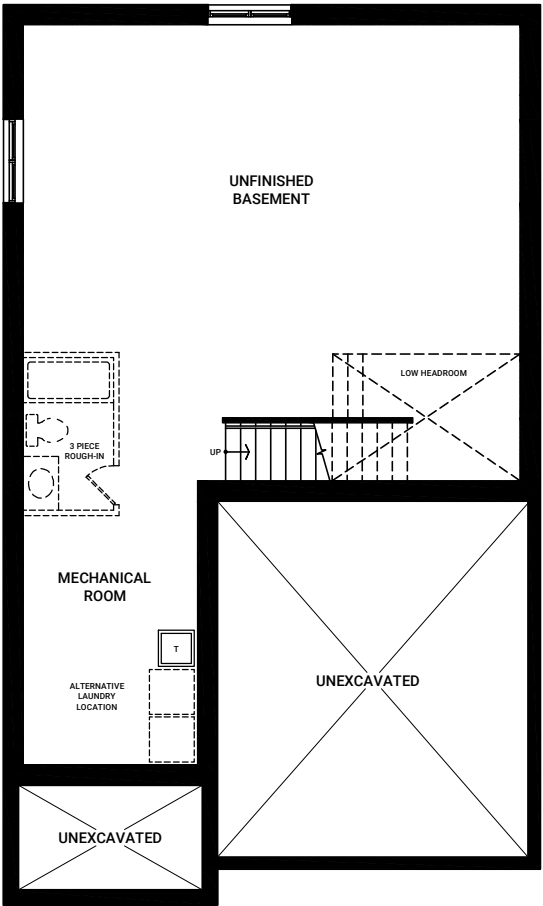 UNFINISHED
BASEMENT
LOW HEADROOM
3 PIECE
ROUGH-IN
UP
MECHANICAL
ROOM
T
ALTERNATIVE
LAUNDRY
LOCATION
UNEXCAVATED
UNEXCAVATED